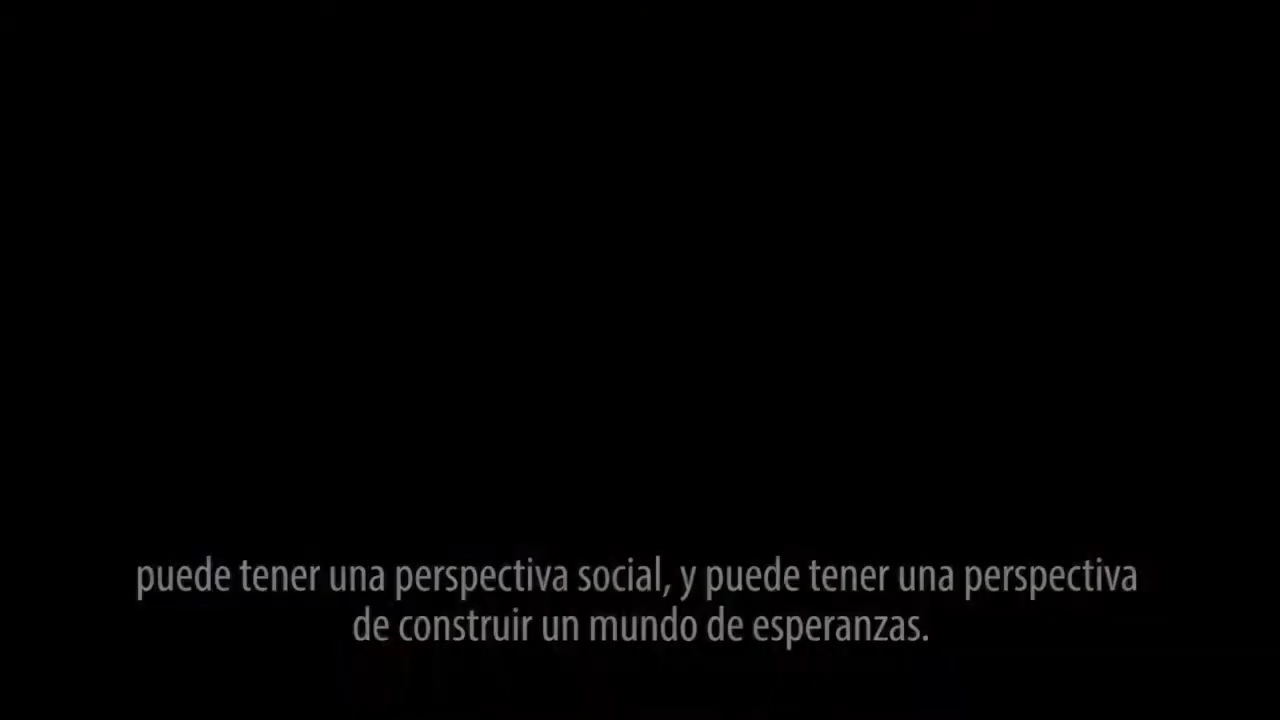 puede tener una perspectiva social, y puede tener una perspectiva
de construir un mundo de esperanzas.